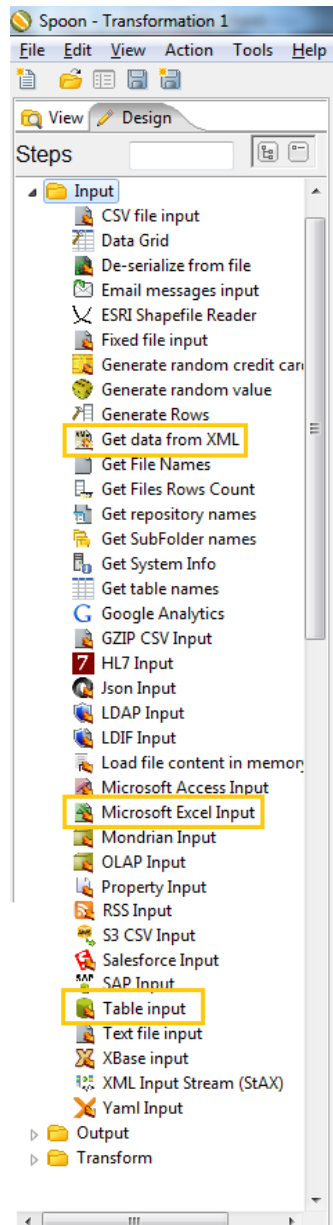 Spoon - Transformation 1
File Edit View Action Tools Help
View Design
Steps
Input
CSV file input
Data Grid
De-serialize from file
Email messages input
ESRI Shapefile Reader
Fixed file input
Generate random credit car
Generate random value
Generate Rows
Get data from XML
Get File Names
Get Files Rows Count
Get repository names
Get SubFolder names
Get System Info
Get table names
Google Analytics
GZIP CSV Input
HL7 Input
Json Input
LDAP Input
LDIF Input
Load file content in memor
Microsoft Access Input
Microsoft Excel Input
Mondrian Input
OLAP Input
Property Input
RSS Input
S3 CSV Input
Salesforce Input
SAP Input
Table input
Text file input
XBase input
XML Input Stream (StAX)
Yaml Input
Output
Transform